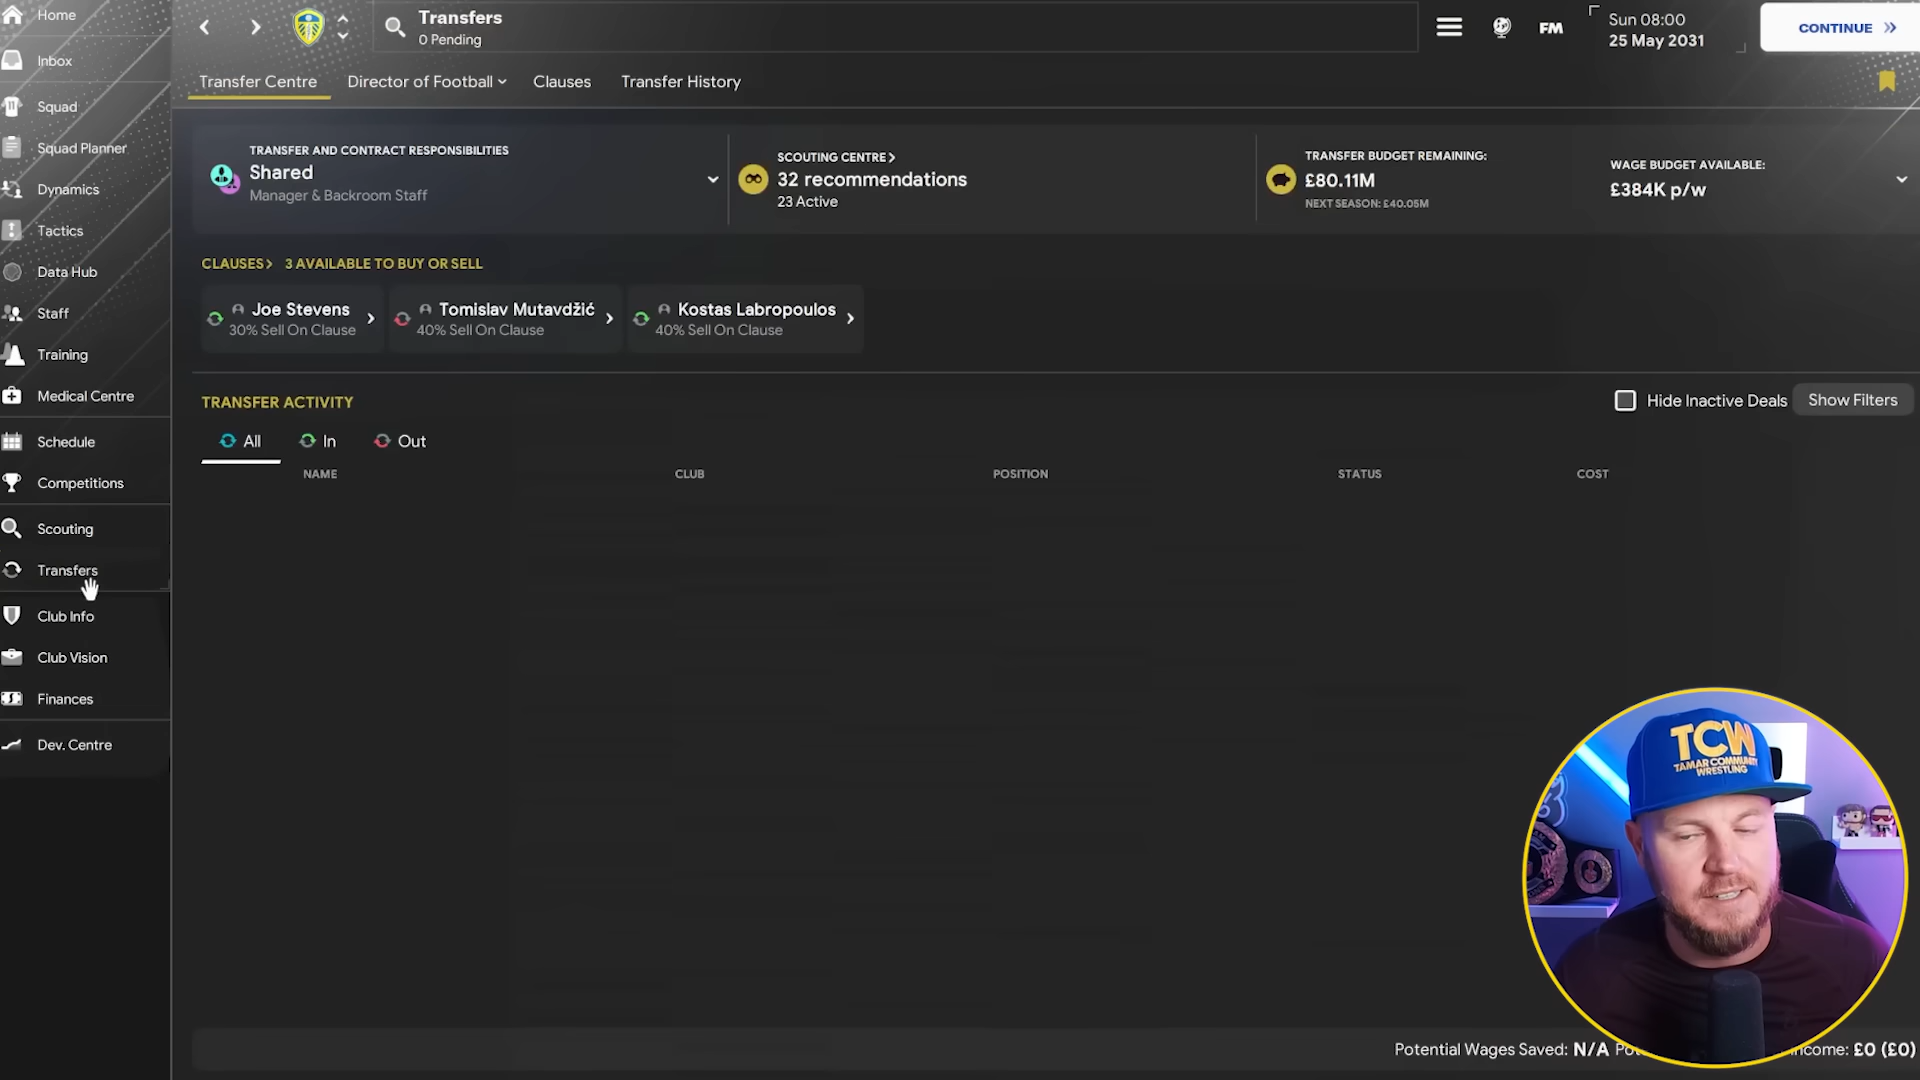 Home
Inbox
Squad
Squad Planner
Dynamics
Tactics
Data Hub
Staff
Training
Medical Centre
Schedule
Competitions
Scouting
Transfers
Club Info
Club Vision
Finances
Dev. Centre
Transfers
0 Pending
FM
Sun 08:00
25 May 2031
CONTINUE
Transfer Centre Director of Football Clauses Transfer History
TRANSFER AND CONTRACT RESPONSIBILITIES
Shared
Manager & Backroom Staff
SCOUTING CENTRE >
32 recommendations
23 Active
TRANSFER BUDGET REMAINING:
£80.11M
NEXT SEASON: £40.05M
WAGE BUDGET AVAILABLE:
£384K p/w
CLAUSES > 3 AVAILABLE TO BUY OR SELL
Joe Stevens
30% Sell On Clause
Tomislav Mutavdžić
40% Sell On Clause
Kostas Labropoulos
40% Sell On Clause
TRANSFER ACTIVITY
Hide Inactive Deals Show Filters
All In Out
NAME CLUB POSITION STATUS COST
TCW
TAMAR COMMUNITY
WRESTLING
Potential Wages Saved: N/A Income: £0 (£0)